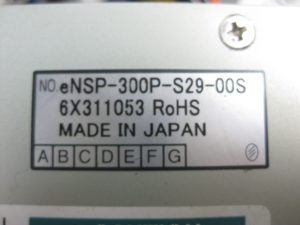 NO. eNSP-300P-S29-00S
6X311053 RoHS
MADE IN JAPAN
A B C D E F G